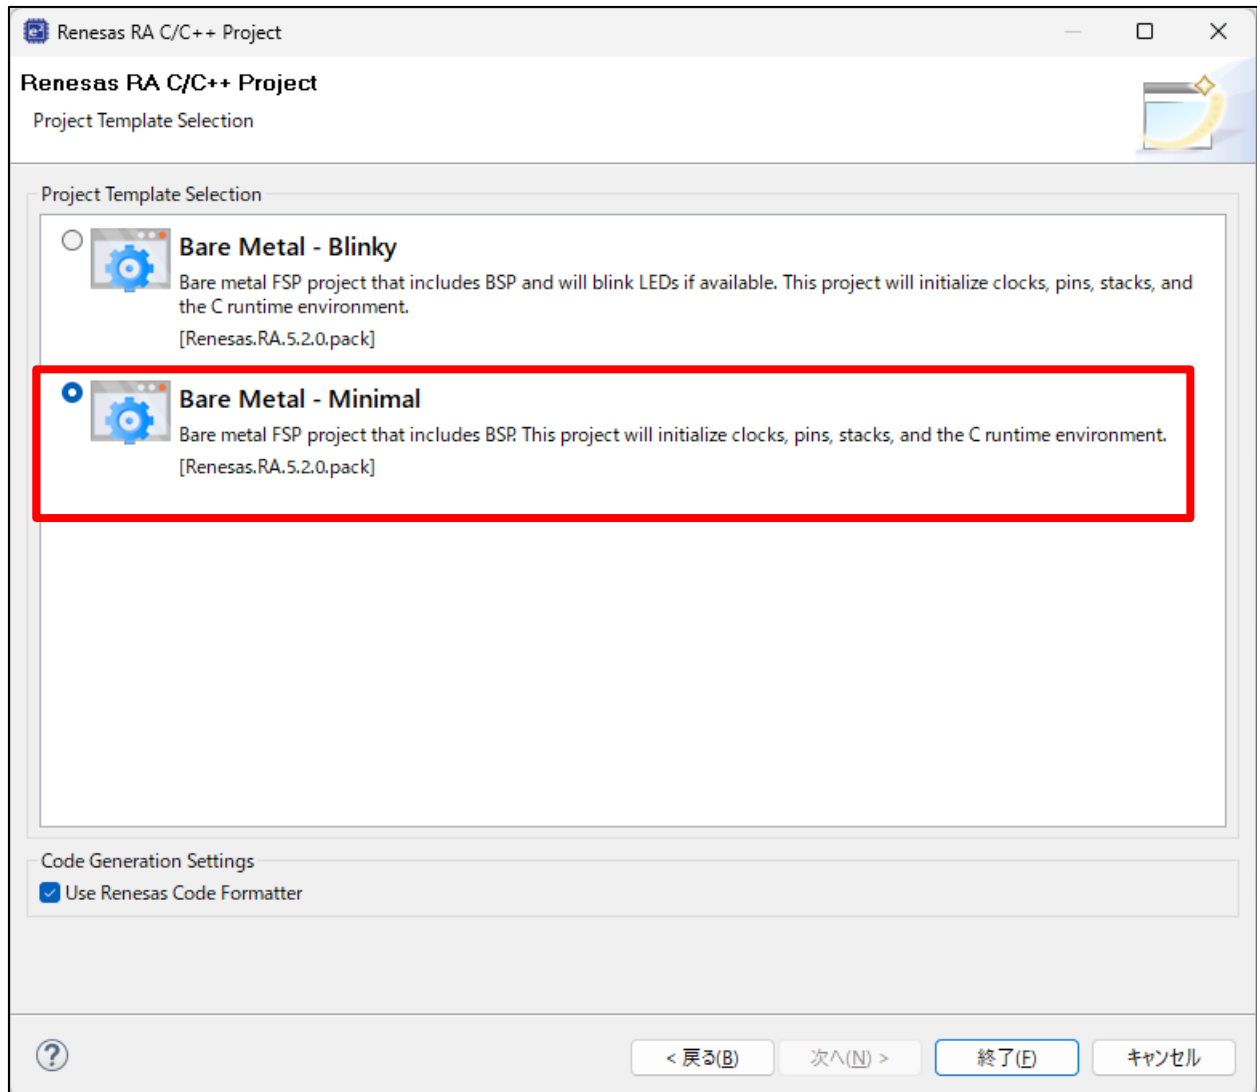 Renesas RA C/C++ Project
Renesas RA C/C++ Project
Project Template Selection
Project Template Selection
Bare Metal - Blinky
Bare metal FSP project that includes BSP and will blink LEDs if available. This project will initialize clocks, pins, stacks, and
the C runtime environment.
[Renesas.RA.5.2.0.pack]
Bare Metal - Minimal
Bare metal FSP project that includes BSP. This project will initialize clocks, pins, stacks, and the C runtime environment.
[Renesas.RA.5.2.0.pack]
Code Generation Settings
Use Renesas Code Formatter
< 戻る(B) 次へ(N) > 終了(F) キャンセル